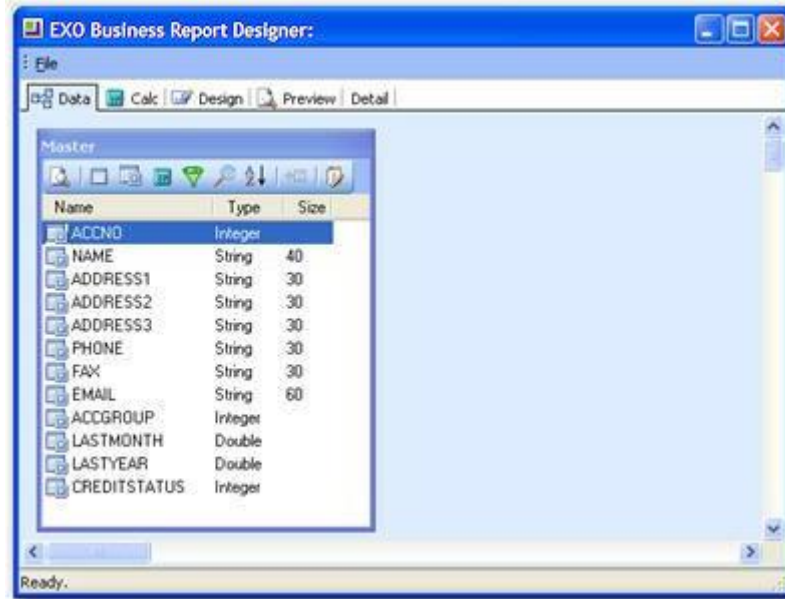 EXO Business Report Designer:
File
Data Calc Design Preview Detail
Master
Name Type Size
ACCNO Integer
NAME String 40
ADDRESS1 String 30
ADDRESS2 String 30
ADDRESS3 String 30
PHONE String 30
FAX String 30
EMAIL String 60
ACCGROUP Integer
LASTMONTH Double
LASTYEAR Double
CREDITSTATUS Integer
Ready.